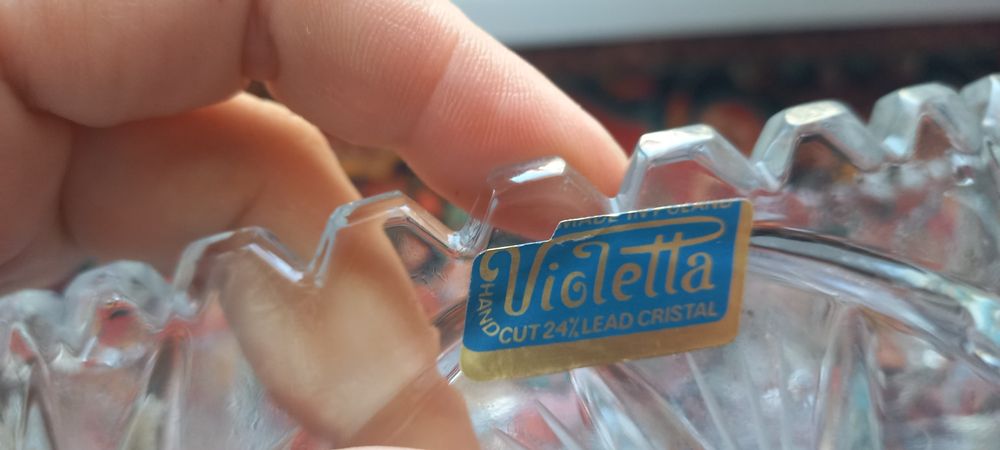 MADE IN POLAND
Violetta
HAND CUT 24% LEAD CRISTAL